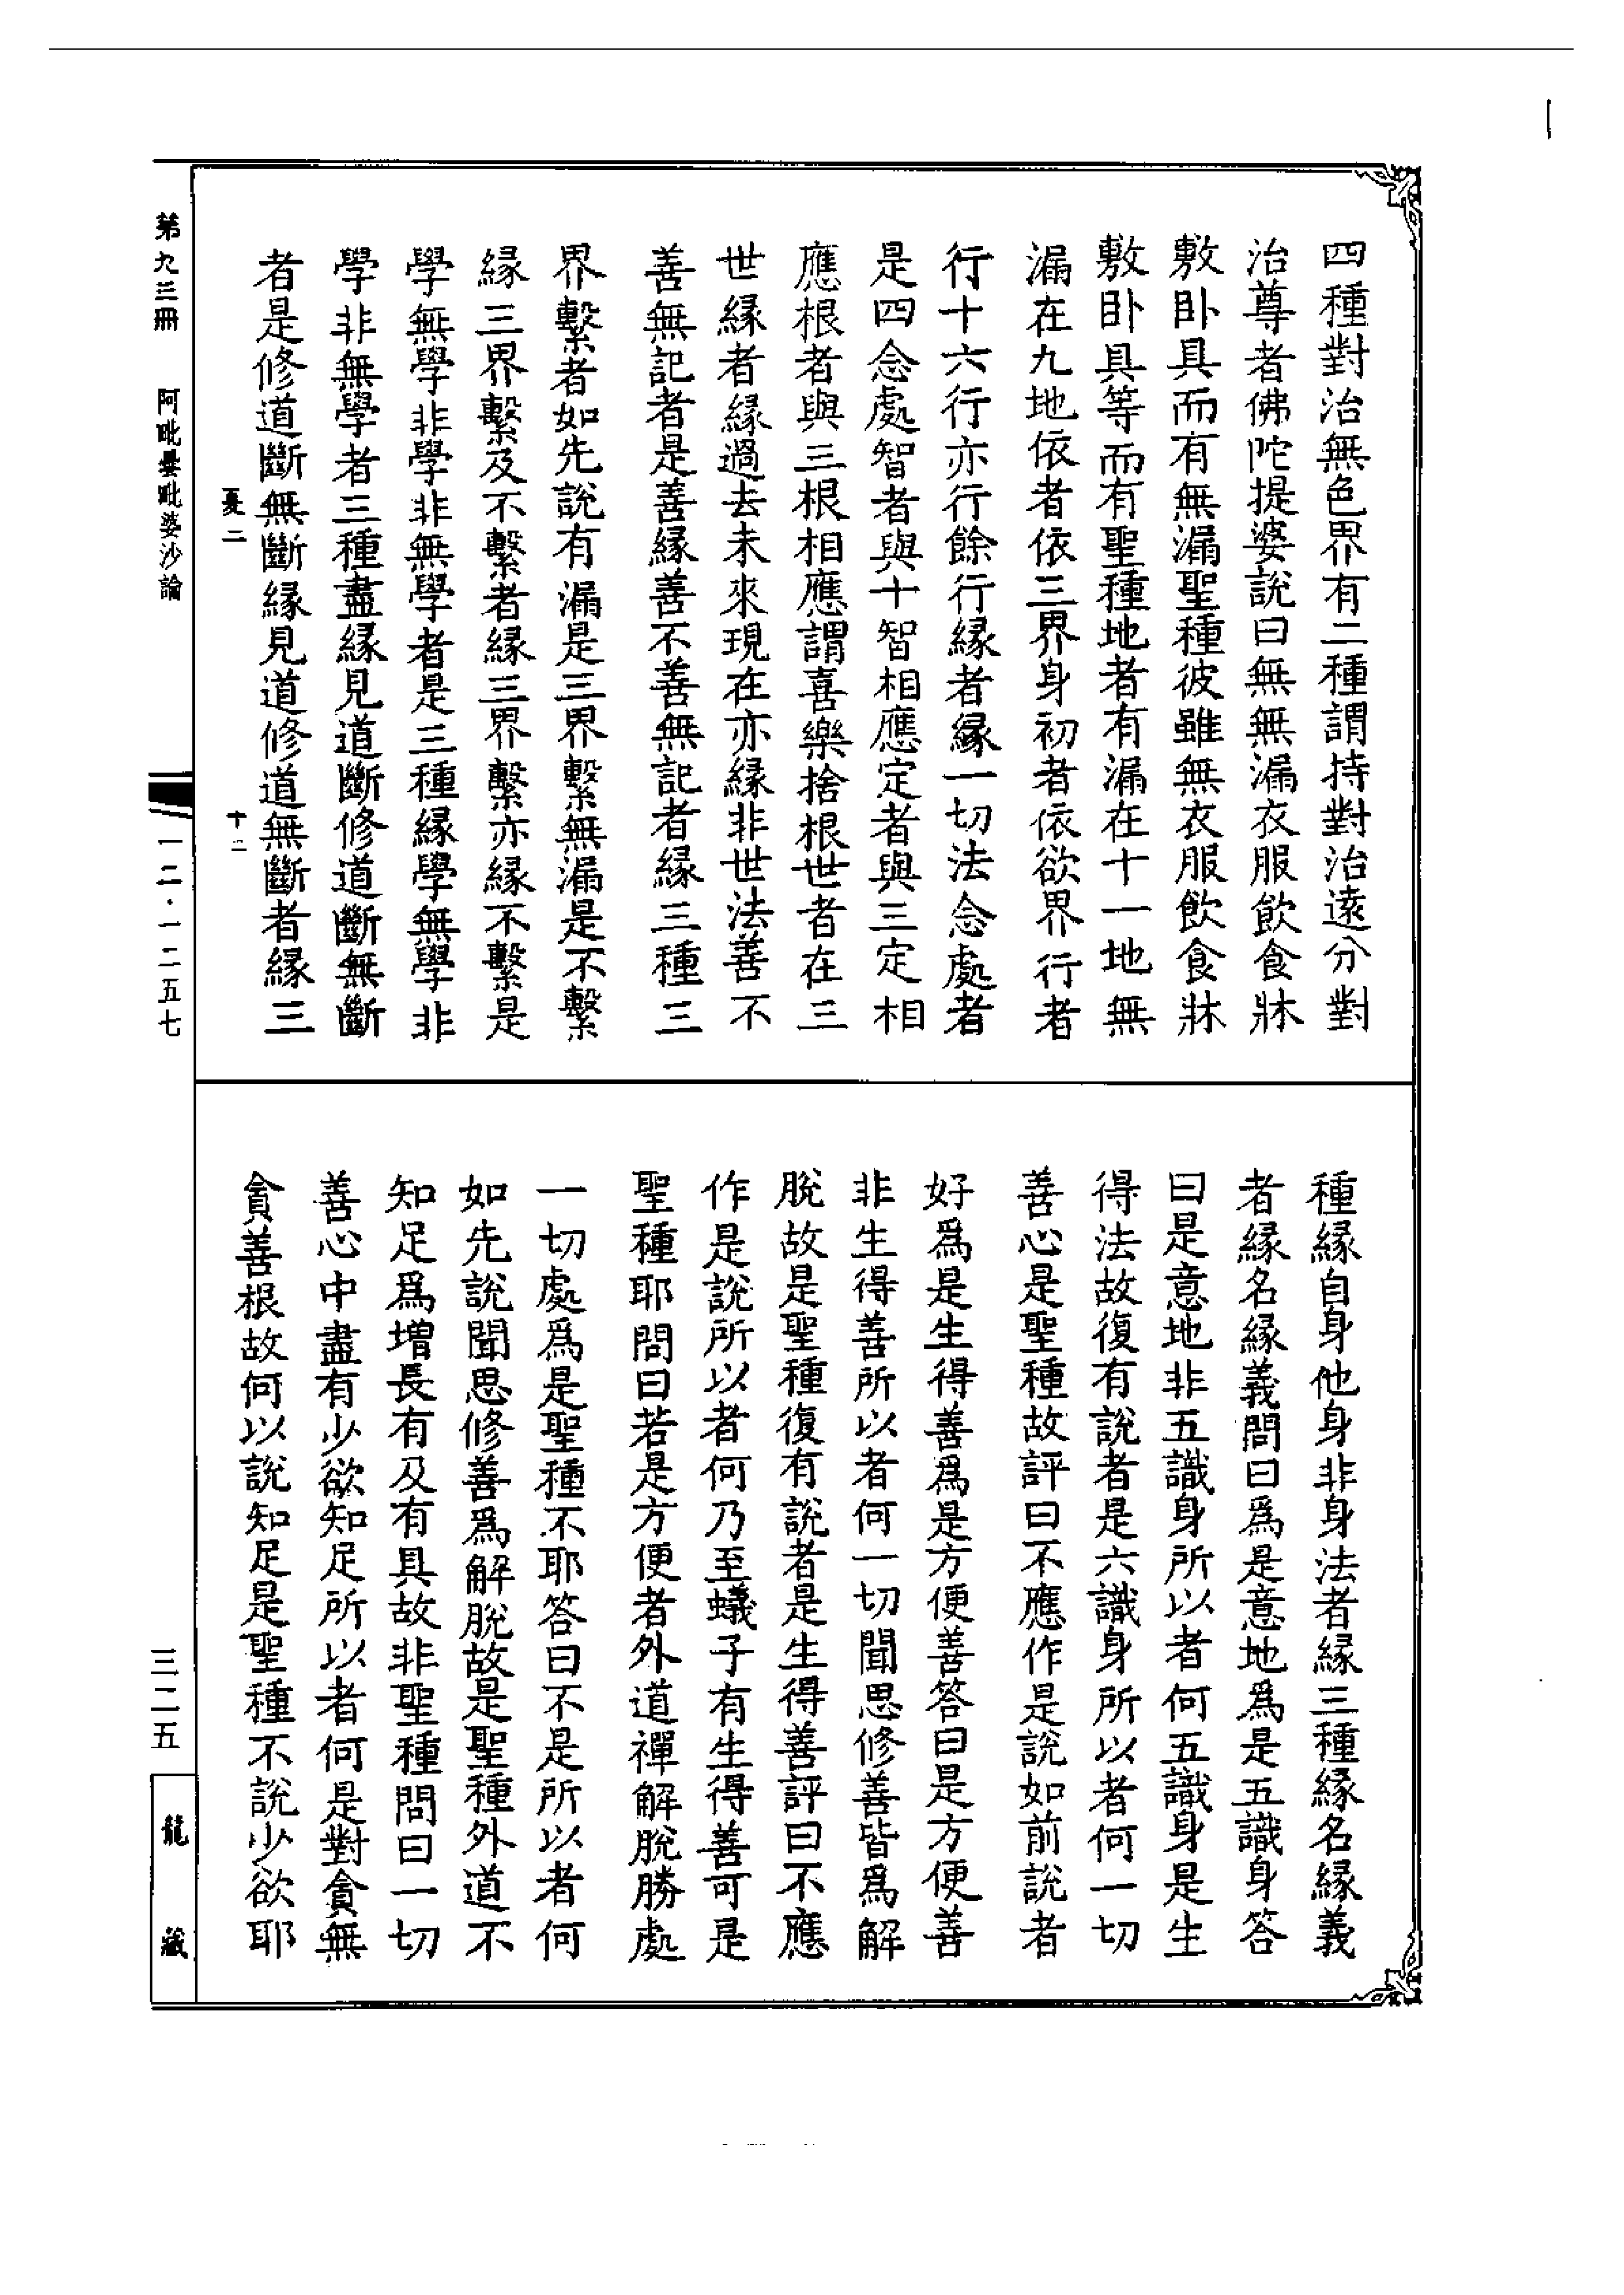 四種對治無色界有二種謂持對治遠分對
治尊者佛陀提婆說曰無無漏衣服飲食牀
敷卧具而有無漏聖種彼雖無衣服飲食牀
敷卧具等而有聖種地者有漏在十一地無
漏在九地依者依三界身初者依欲界行者
行十六行亦行餘行緣者緣一切法念處者
是四念處智者與十智相應定者與三定相
應根者與三根相應謂喜樂捨根世者在三
世緣者緣過去未來現在亦緣非世法善不
善無記者是善緣善不善無記者緣三種三
界繫者如先說有漏是三界繫無漏是不繫
緣三界繫及不繫者緣三界繫亦緣不繫是
學無學非學非無學者是三種緣學無學非
學非無學者三種盡緣見道斷修道斷無斷
者是修道斷無斷緣見道修道無斷者緣三
種緣自身他身非身法者緣三種緣名緣義
者緣名緣義問曰為是意地為是五識身答
曰是意地非五識身所以者何五識身是生
得法故復有說者是六識身所以者何一切
善心是聖種故評曰不應作是說如前說者
好為是生得善為是方便善答曰是方便善
非生得善所以者何一切聞思修善皆為解
脫故是聖種復有說者是生得善評曰不應
作是說所以者何乃至蟻子有生得善可是
聖種耶問曰若是方便者外道禪解脫勝處
一切處為是聖種不耶答曰不是所以者何
如先說聞思修善為解脫故是聖種外道不
知足為增長有及有具故非聖種問曰一切
善心中盡有少欲知足所以者何是對貪無
貪善根故何以說知足是聖種不說少欲耶
第九三冊 阿毗曇毗婆沙論 一二·一二五七 三二五 龍藏
憂二 十二